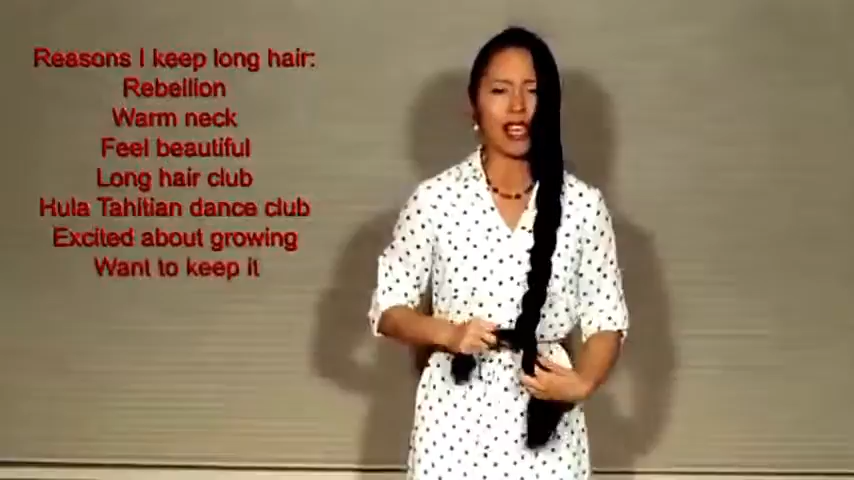 Reasons I keep long hair:
Rebellion
Warm neck
Feel beautiful
Long hair club
Hula Tahitian dance club
Excited about growing
Want to keep it